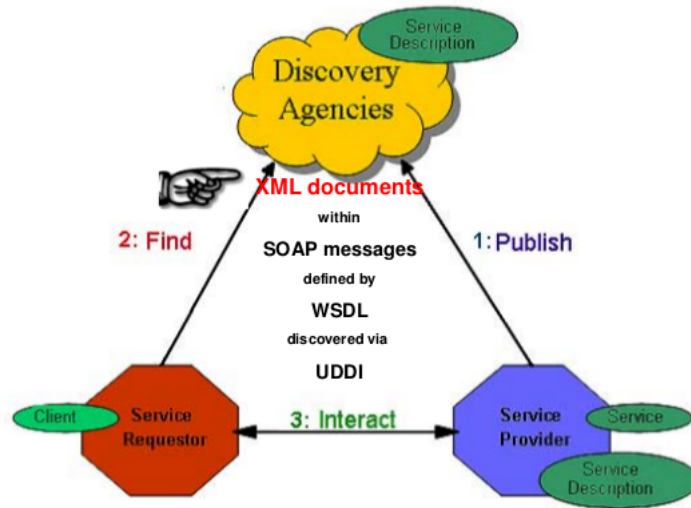 Service
Description
Discovery
Agencies
XML documents
within
SOAP messages
defined by
WSDL
discovered via
UDDI
2: Find
1: Publish
Client
Service
Requestor
3: Interact
Service
Provider
Service
Service
Description